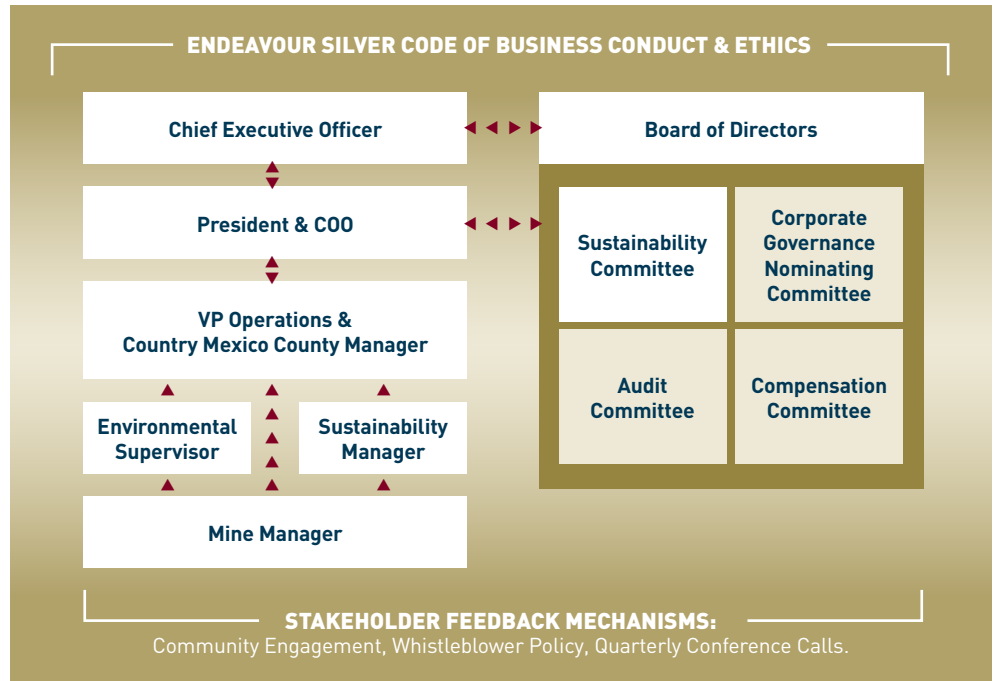 ENDEAVOUR SILVER CODE OF BUSINESS CONDUCT & ETHICS
Chief Executive Officer
Board of Directors
President & COO
Sustainability
Committee
Corporate
Governance
Nominating
Committee
VP Operations &
Country Mexico County Manager
Audit
Committee
Compensation
Committee
Environmental
Supervisor
Sustainability
Manager
Mine Manager
STAKEHOLDER FEEDBACK MECHANISMS:
Community Engagement, Whistleblower Policy, Quarterly Conference Calls.